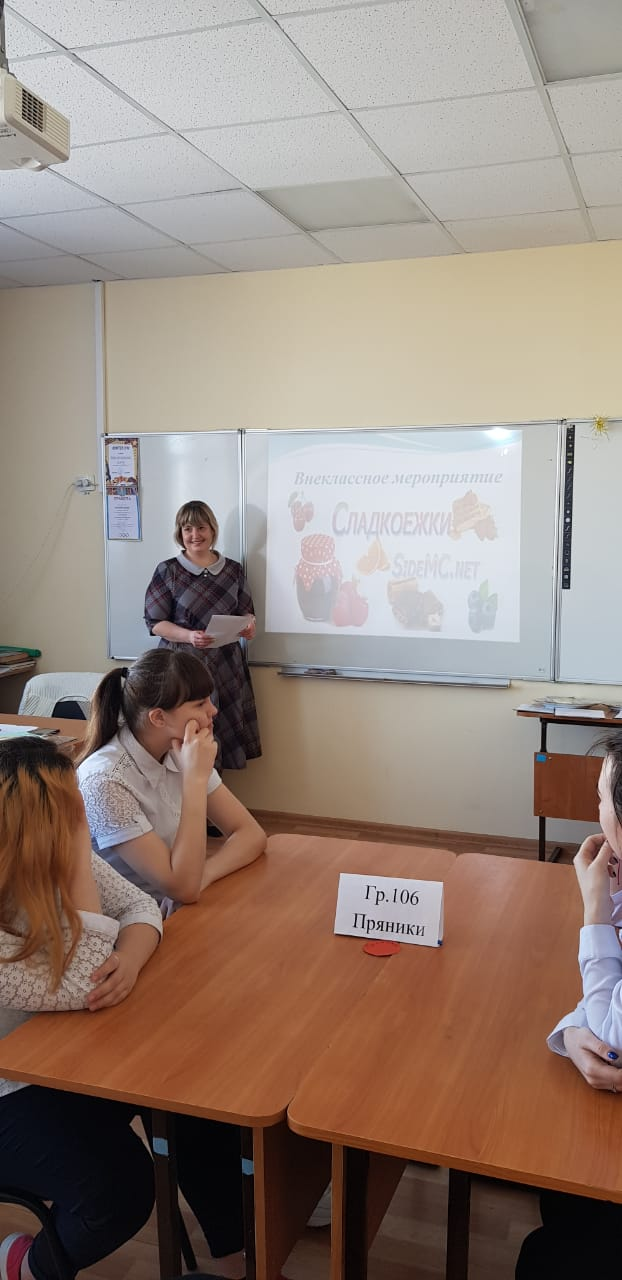 Внеклассное мероприятие
Сладкоежки
SideMC.net
Гр.106
Пряники